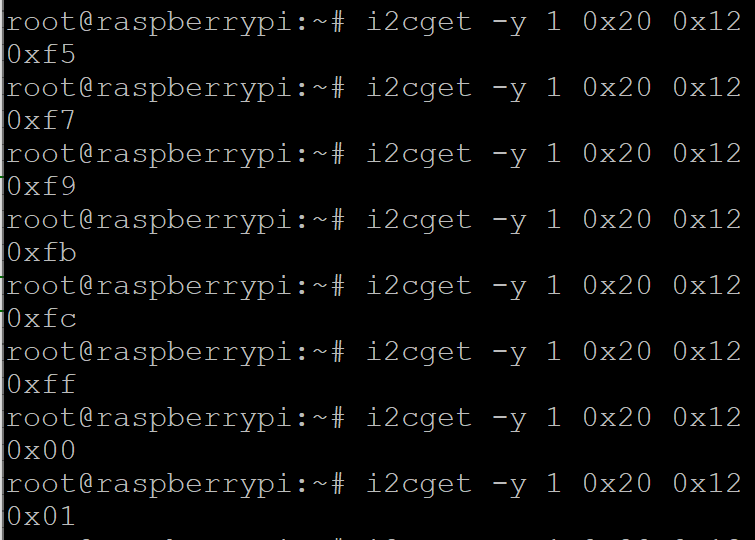 root@raspberrypi:~# i2cget -y 1 0x20 0x12
0xf5
root@raspberrypi:~# i2cget -y 1 0x20 0x12
0xf7
root@raspberrypi:~# i2cget -y 1 0x20 0x12
0xf9
root@raspberrypi:~# i2cget -y 1 0x20 0x12
0xfb
root@raspberrypi:~# i2cget -y 1 0x20 0x12
0xfc
root@raspberrypi:~# i2cget -y 1 0x20 0x12
0xff
root@raspberrypi:~# i2cget -y 1 0x20 0x12
0x00
root@raspberrypi:~# i2cget -y 1 0x20 0x12
0x01